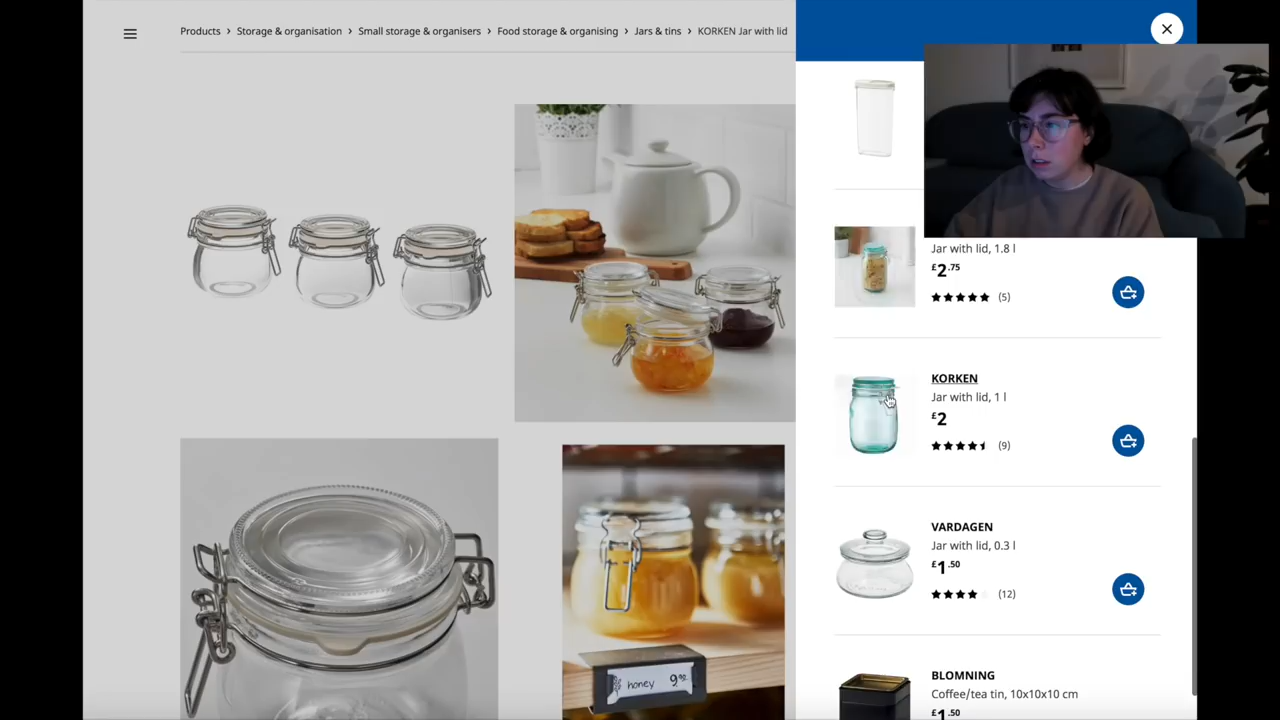 Products › Storage & organisation › Small storage & organisers › Food storage & organising › Jars & tins › KORKEN Jar with lid
Jar with lid, 1.8 l
£2.75
(5)
KORKEN
Jar with lid, 1 l
£2
(9)
VARDAGEN
Jar with lid, 0.3 l
£1.50
(12)
BLOMNING
Coffee/tea tin, 10x10x10 cm
£1.50
honey 9.00